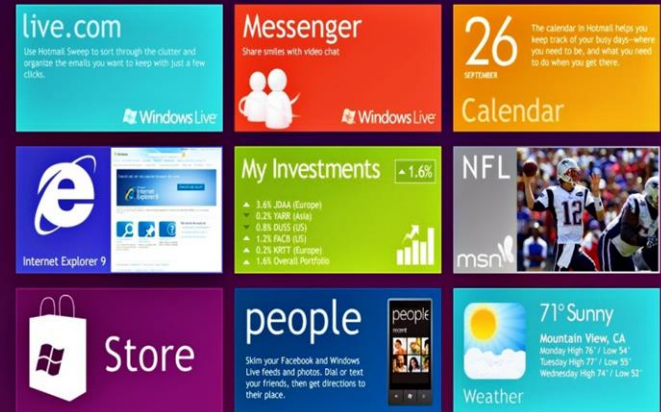 live.com
Use Hotmail Sweep to sort through the clutter and
organize the emails you want to keep with just a few
clicks.
Windows Live
Messenger
Share smiles with video chat
Windows Live
26
SEPTEMBER
The calendar in Hotmail helps you
keep track of your busy days—where
you need to be, and what you need
to do when you get there.
Calendar
Internet Explorer 9
Internet
Explorer 9
My Investments
1.6%
3.6% JDAA (Europe)
0.2% YARR (Asia)
0.8% DUSS (US)
1.2% FACB (US)
0.2% KRTT (Europe)
1.6% Overall Portfolio
NFL
12
msn
Store
people
Skim your Facebook and Windows
Live feeds and photos. Dial or text
your friends, then get directions to
their place.
people
recent
71° Sunny
Mountain View, CA
Monday High 76°/ Low 54°
Tuesday High 77°/ Low 55°
Wednesday High 74°/ Low 52°
Weather